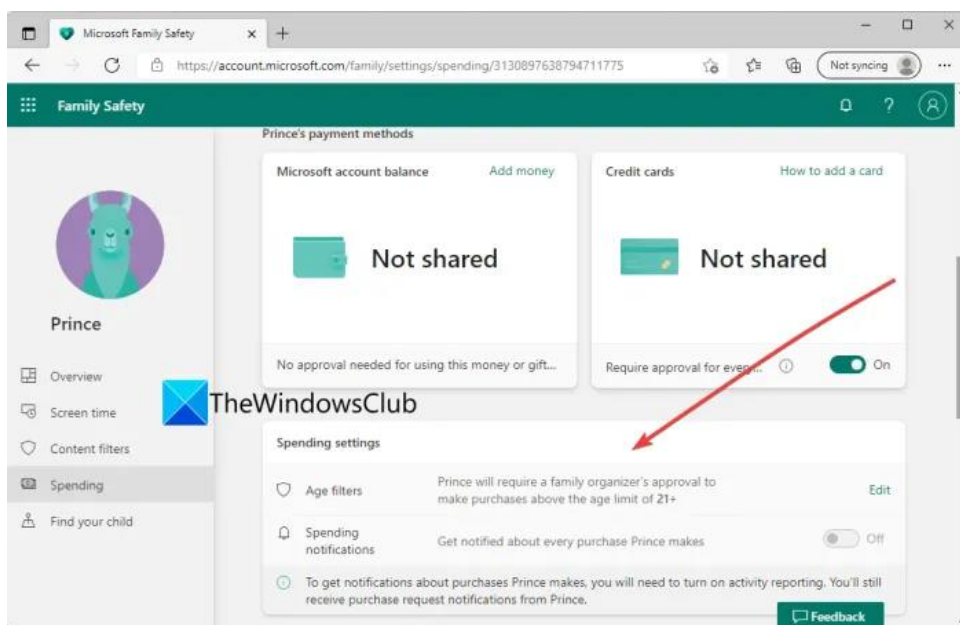 Microsoft Family Safety
https://account.microsoft.com/family/settings/spending/3130897638794711775
Not syncing
Family Safety
Prince's payment methods
Microsoft account balance
Add money
Not shared
No approval needed for using this money or gift...
Credit cards
How to add a card
Not shared
Require approval for every...
On
Prince
Overview
Screen time
Content filters
Spending
Find your child
TheWindowsClub
Spending settings
Age filters
Prince will require a family organizer's approval to
make purchases above the age limit of 21+
Edit
Spending
notifications
Get notified about every purchase Prince makes
Off
To get notifications about purchases Prince makes, you will need to turn on activity reporting. You'll still
receive purchase request notifications from Prince.
Feedback